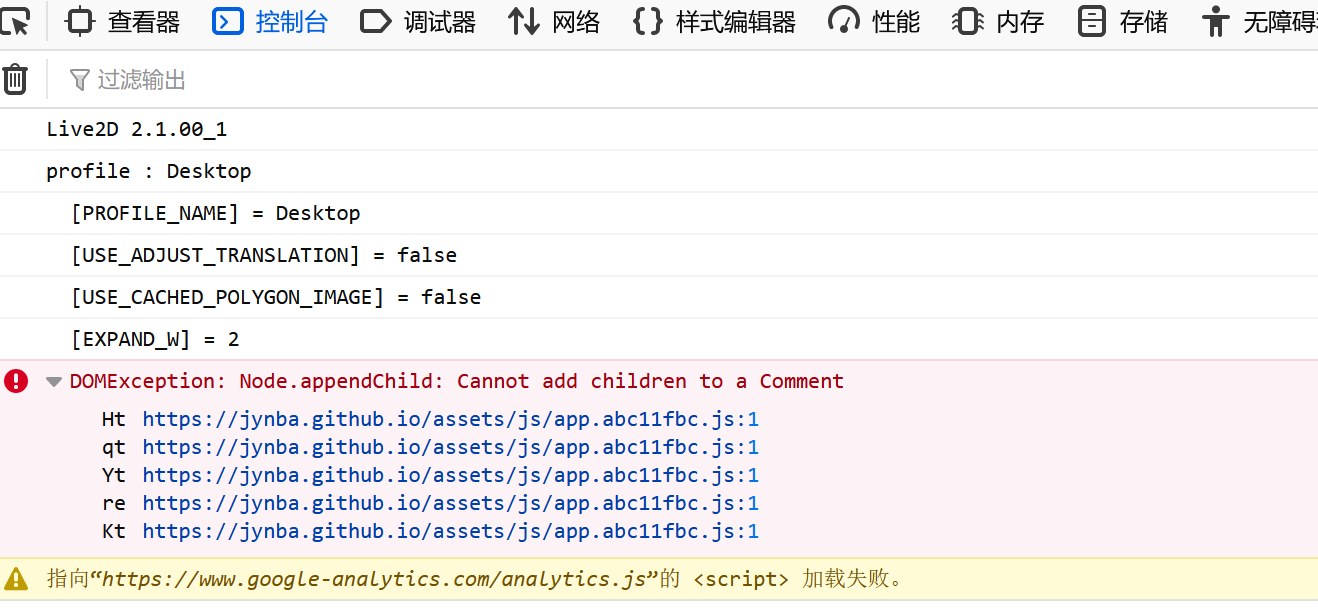 查看器 控制台 调试器 网络 样式编辑器 性能 内存 存储 无障碍
过滤输出
Live2D 2.1.00_1
profile : Desktop
[PROFILE_NAME] = Desktop
[USE_ADJUST_TRANSLATION] = false
[USE_CACHED_POLYGON_IMAGE] = false
[EXPAND_W] = 2
DOMException: Node.appendChild: Cannot add children to a Comment
Ht https://jynba.github.io/assets/js/app.abc11fbc.js:1
qt https://jynba.github.io/assets/js/app.abc11fbc.js:1
Yt https://jynba.github.io/assets/js/app.abc11fbc.js:1
re https://jynba.github.io/assets/js/app.abc11fbc.js:1
Kt https://jynba.github.io/assets/js/app.abc11fbc.js:1
指向“https://www.google-analytics.com/analytics.js”的 <script> 加载失败。